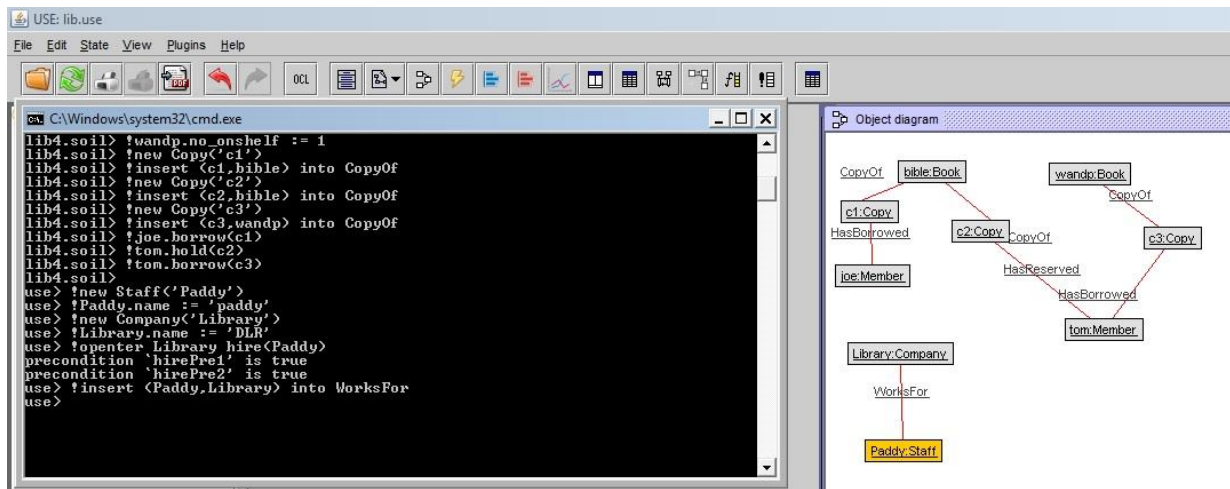 USE: lib.use
File Edit State View Plugins Help
PDF OCL
C:\Windows\system32\cmd.exe
lib4.soil> !wandp.no_onshelf := 1
lib4.soil> !new Copy('c1')
lib4.soil> !insert (c1,bible) into CopyOf
lib4.soil> !new Copy('c2')
lib4.soil> !insert (c2,bible) into CopyOf
lib4.soil> !new Copy('c3')
lib4.soil> !insert (c3,wandp) into CopyOf
lib4.soil> !joe.borrow(c1)
lib4.soil> !tom.hold(c2)
lib4.soil> !tom.borrow(c3)
lib4.soil>
use> !new Staff('Paddy')
use> !Paddy.name := 'paddy'
use> !new Company('Library')
use> !Library.name := 'DLR'
use> !openter Library hire(Paddy)
precondition `hirePre1' is true
precondition `hirePre2' is true
use> !insert (Paddy,Library) into WorksFor
use>
Object diagram
CopyOf bible:Book wandp:Book
CopyOf
c1:Copy
HasBorrowed c2:Copy CopyOf c3:Copy
joe:Member HasReserved
HasBorrowed
tom:Member
Library:Company
WorksFor
Paddy:Staff